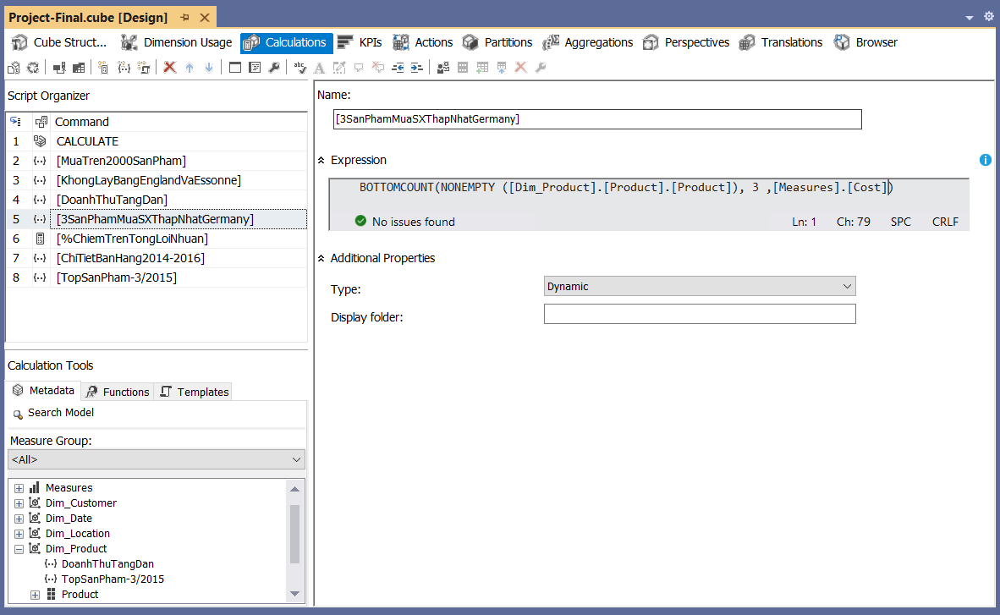 Project-Final.cube [Design]
Cube Struct... Dimension Usage Calculations KPIs Actions Partitions Aggregations Perspectives Translations Browser
Script Organizer
Command
1 CALCULATE
2 [MuaTren2000SanPham]
3 [KhongLayBangEnglandVaEssonne]
4 [DoanhThuTangDan]
5 [3SanPhamMuaSXThapNhatGermany]
6 [%ChiemTrenTongLoiNhuan]
7 [ChiTietBanHang2014-2016]
8 [TopSanPham-3/2015]
Calculation Tools
Metadata Functions Templates
Search Model
Measure Group:
<All>
Measures
Dim_Customer
Dim_Date
Dim_Location
Dim_Product
DoanhThuTangDan
TopSanPham-3/2015
Product
Name:
[3SanPhamMuaSXThapNhatGermany]
Expression
BOTTOMCOUNT(NONEMPTY ([Dim_Product].[Product].[Product]), 3 ,[Measures].[Cost])
No issues found Ln: 1 Ch: 79 SPC CRLF
Additional Properties
Type: Dynamic
Display folder: